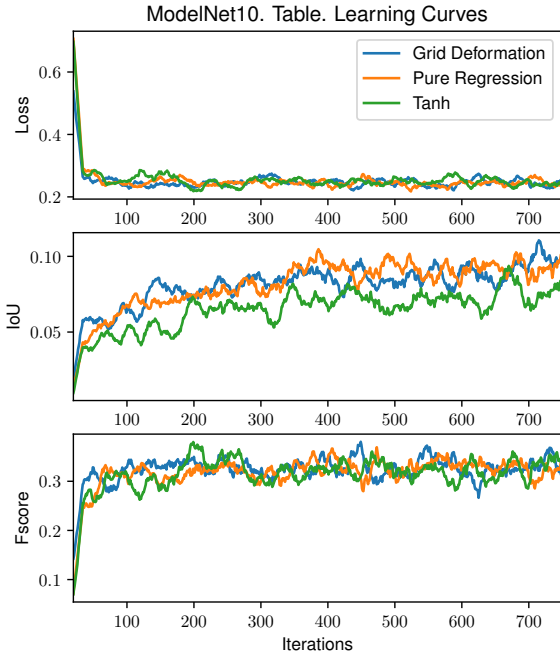 ModelNet10. Table. Learning Curves
Grid Deformation
Pure Regression
Tanh
Loss
0.6
0.4
0.2
100 200 300 400 500 600 700
IoU
0.10
0.05
100 200 300 400 500 600 700
Fscore
0.3
0.2
0.1
100 200 300 400 500 600 700
Iterations